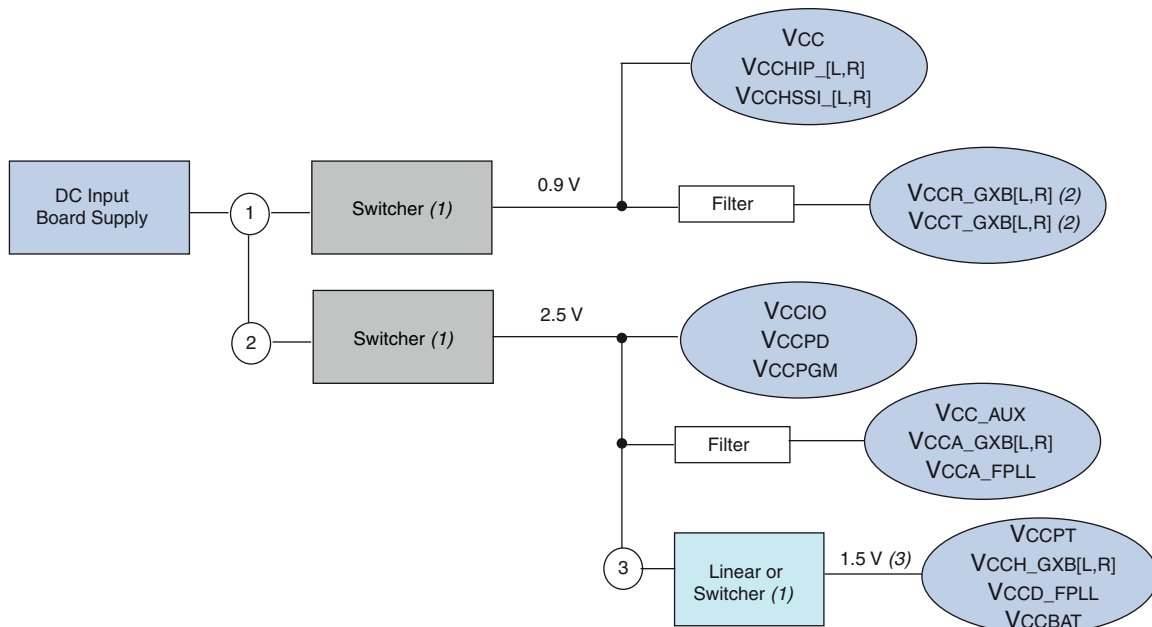 VCC
VCCHIP_[L,R]
VCCHSSI_[L,R]
DC Input
Board Supply
1
Switcher (1)
0.9 V
Filter
VCCR_GXB[L,R] (2)
VCCT_GXB[L,R] (2)
2
Switcher (1)
2.5 V
VCCIO
VCCPD
VCCPGM
Filter
VCC_AUX
VCCA_GXB[L,R]
VCCA_FPLL
3
Linear or
Switcher (1)
1.5 V (3)
VCCPT
VCCH_GXB[L,R]
VCCD_FPLL
VCCBAT